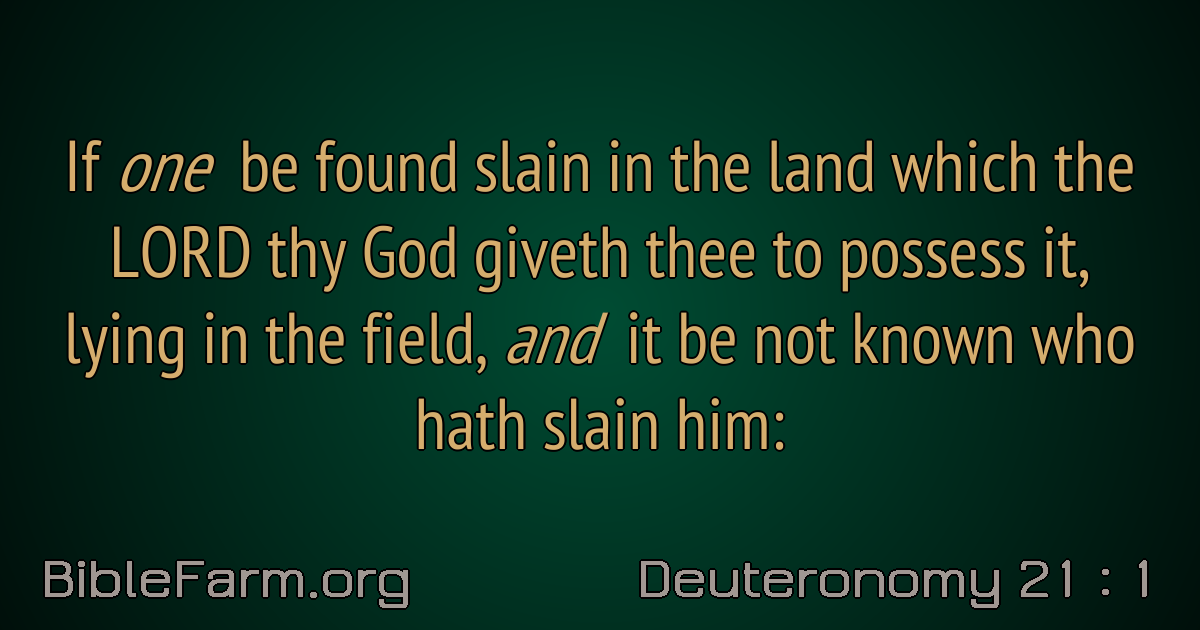 If one be found slain in the land which the
LORD thy God giveth thee to possess it,
lying in the field, and it be not known who
hath slain him:
BibleFarm.org
Deuteronomy 21 : 1